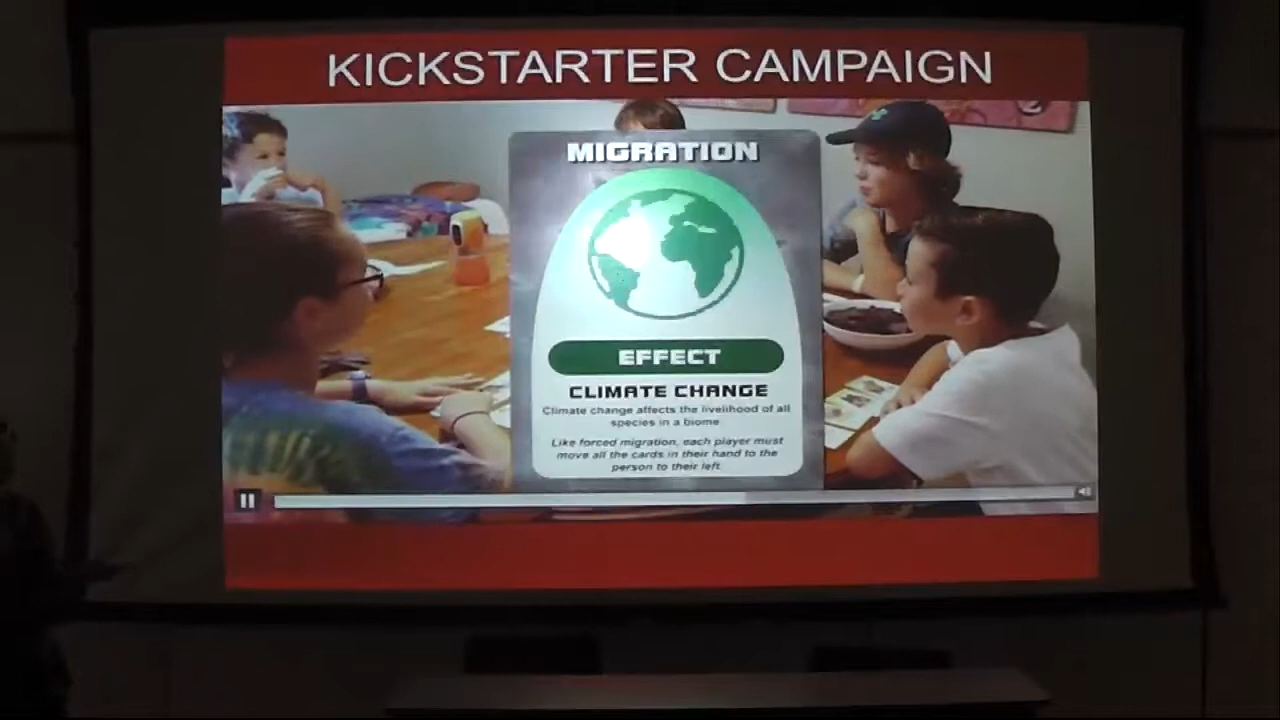 KICKSTARTER CAMPAIGN
MIGRATION
EFFECT
CLIMATE CHANGE
Climate change affects the livelihood of all
species in a biome
Like forced migration, each player must
move all the cards in their hand to the
person to their left